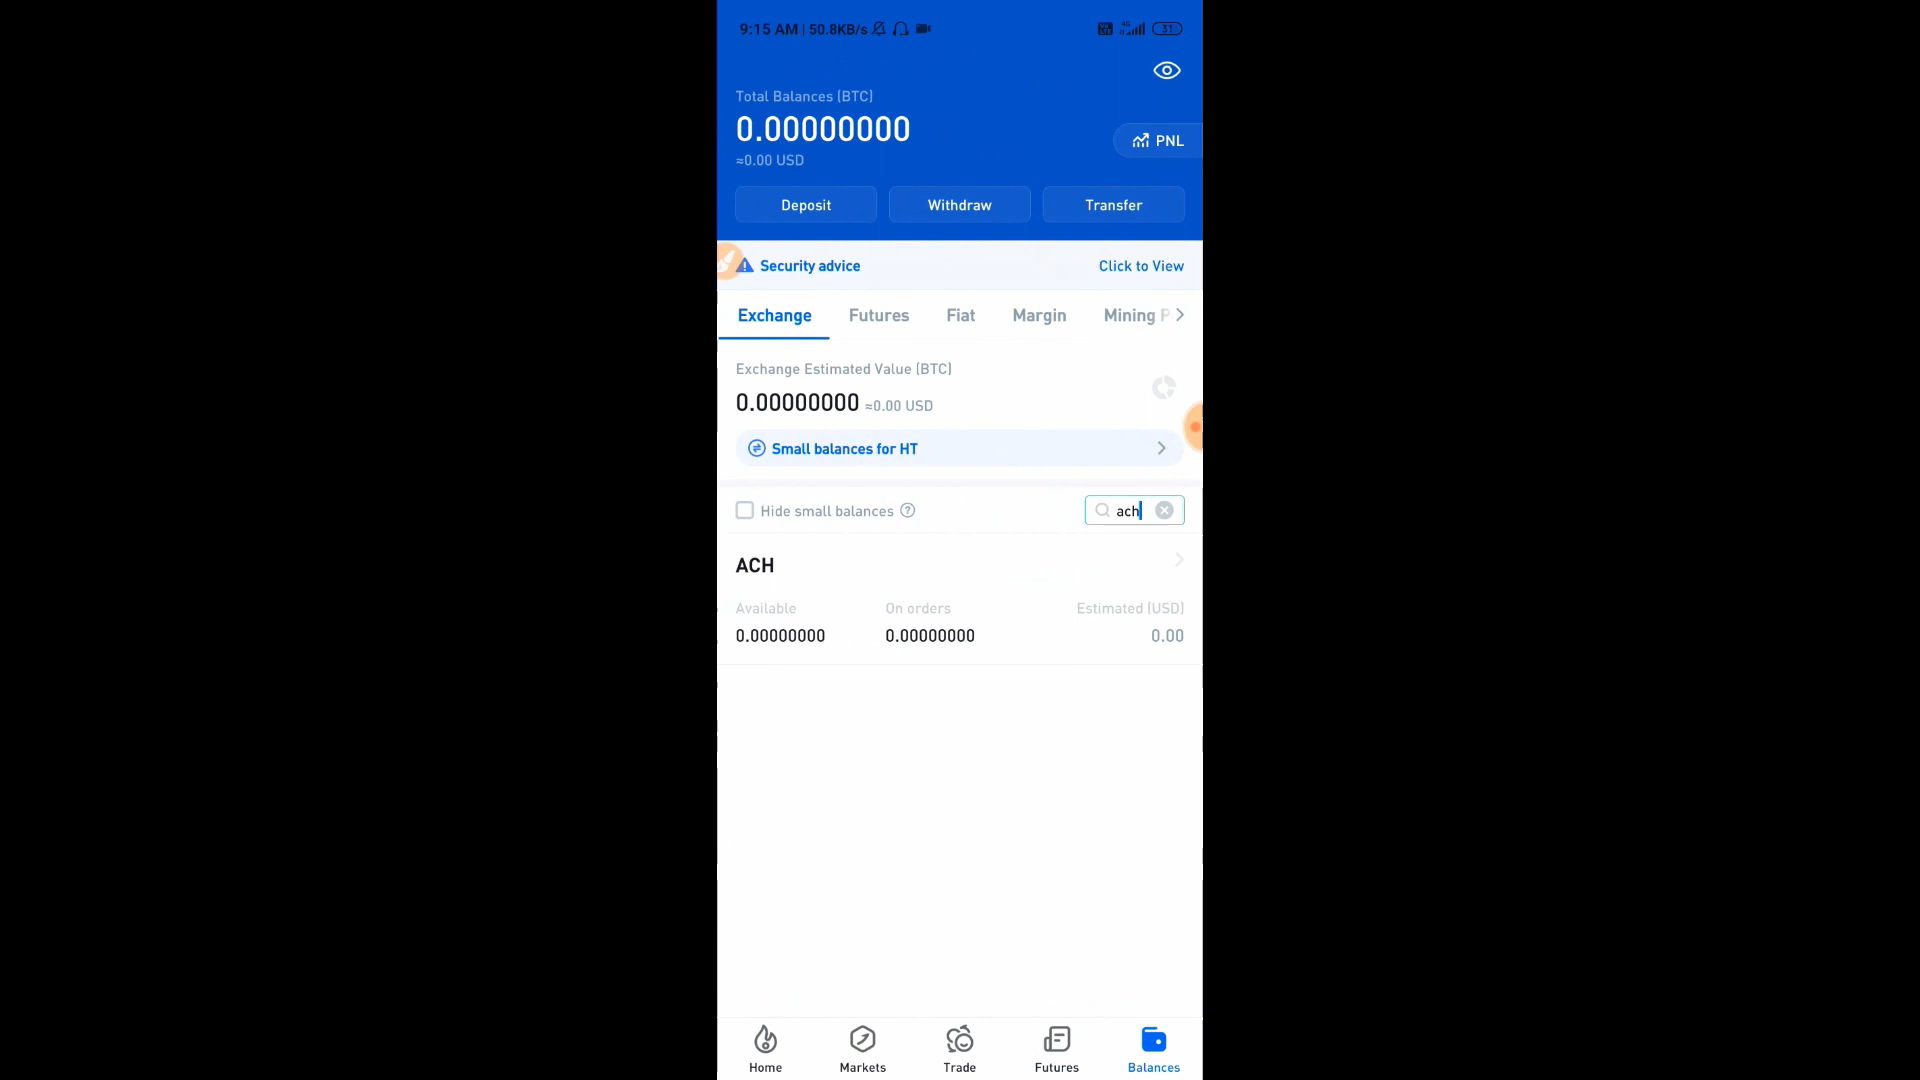 9:15 AM | 50.8KB/s 4G 31
Total Balances (BTC)
0.00000000
≈0.00 USD
PNL
Deposit Withdraw Transfer
Security advice Click to View
Exchange Futures Fiat Margin Mining P
Exchange Estimated Value (BTC)
0.00000000 ≈0.00 USD
Small balances for HT
Hide small balances ach
ACH
Available On orders Estimated (USD)
0.00000000 0.00000000 0.00
Home Markets Trade Futures Balances